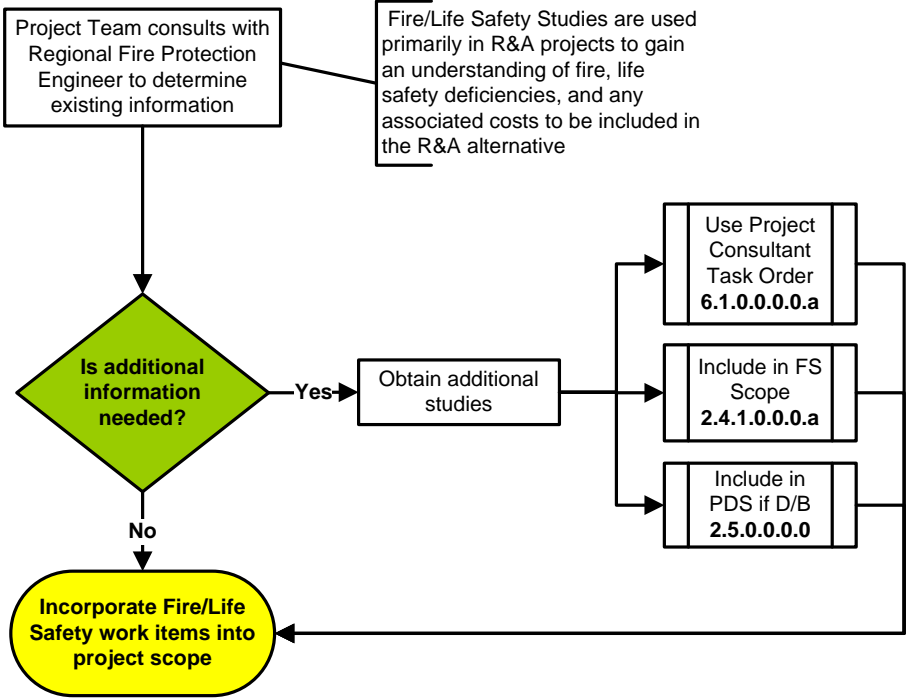 Project Team consults with
Regional Fire Protection
Engineer to determine
existing information
Fire/Life Safety Studies are used
primarily in R&A projects to gain
an understanding of fire, life
safety deficiencies, and any
associated costs to be included in
the R&A alternative
Is additional
information
needed?
Yes
Obtain additional
studies
Use Project
Consultant
Task Order
6.1.0.0.0.a
Include in FS
Scope
2.4.1.0.0.a
Include in
PDS if D/B
2.5.0.0.0.0
No
Incorporate Fire/Life
Safety work items into
project scope